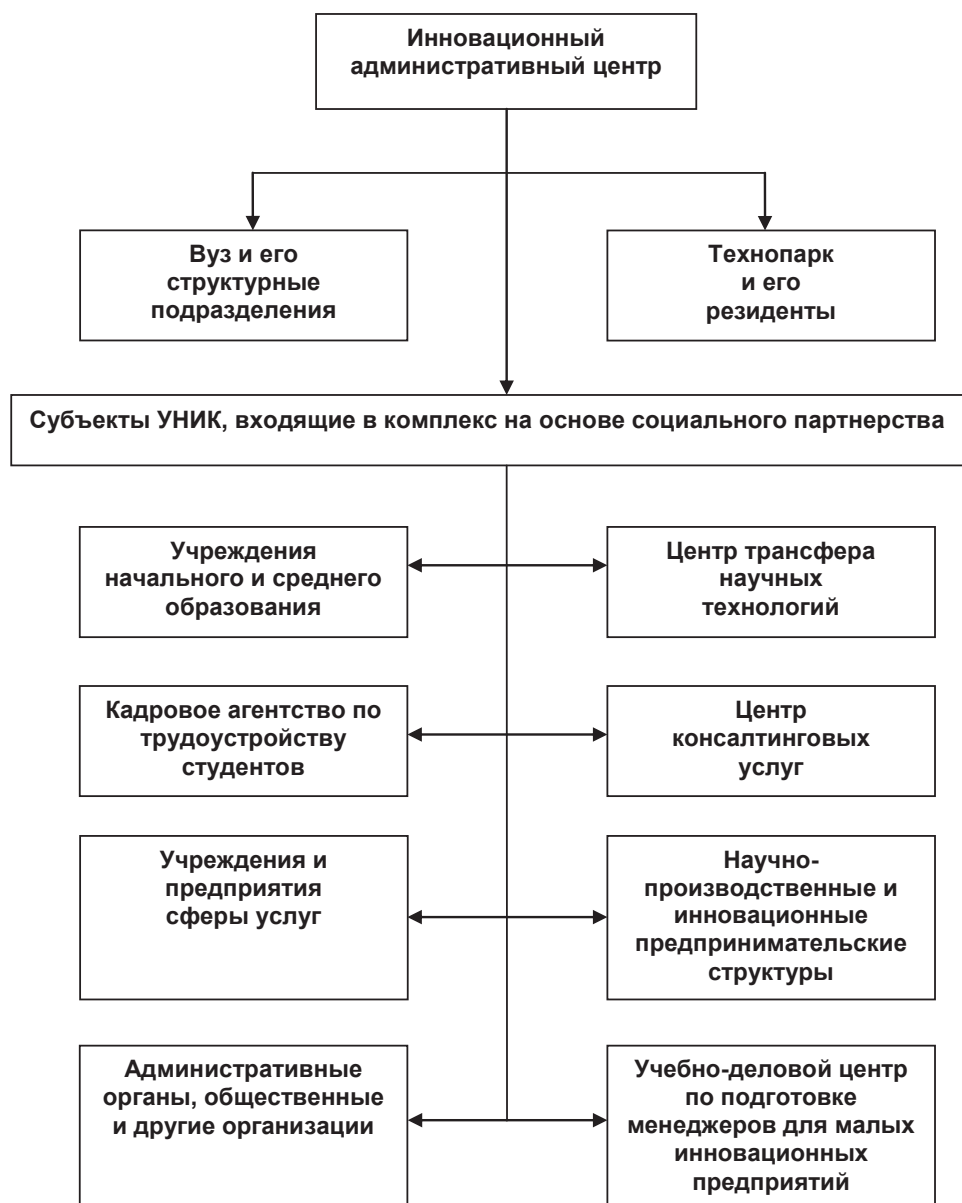 Инновационный
административный центр
Вуз и его
структурные
подразделения
Технопарк
и его
резиденты
Субъекты УНИК, входящие в комплекс на основе социального партнерства
Учреждения
начального и среднего
образования
Центр трансфера
научных
технологий
Кадровое агентство по
трудоустройству
студентов
Центр
консалтинговых
услуг
Учреждения и
предприятия
сферы услуг
Научно-
производственные и
инновационные
предпринимательские
структуры
Административные
органы, общественные
и другие организации
Учебно-деловой центр
по подготовке
менеджеров для малых
инновационных
предприятий